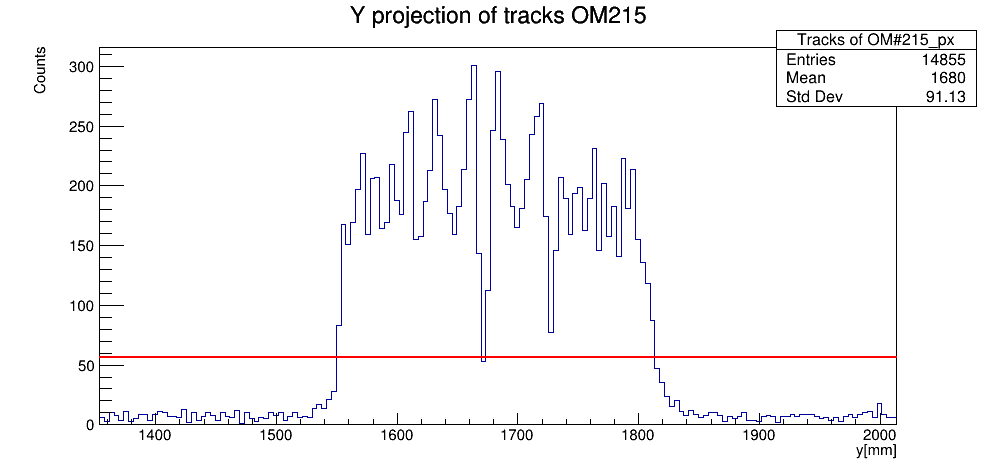 Y projection of tracks OM215
Tracks of OM#215_px
Entries 14855
Mean 1680
Std Dev 91.13
Counts
300
250
200
150
100
50
0
1400 1500 1600 1700 1800 1900 2000
y[mm]